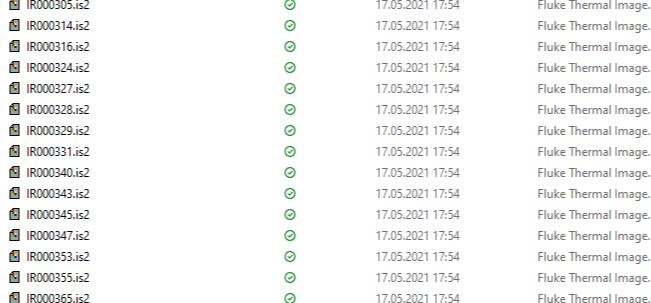 IR000305.is2 17.05.2021 17:54 Fluke Thermal Image.
IR000314.is2 17.05.2021 17:54 Fluke Thermal Image.
IR000316.is2 17.05.2021 17:54 Fluke Thermal Image.
IR000324.is2 17.05.2021 17:54 Fluke Thermal Image.
IR000327.is2 17.05.2021 17:54 Fluke Thermal Image.
IR000328.is2 17.05.2021 17:54 Fluke Thermal Image.
IR000329.is2 17.05.2021 17:54 Fluke Thermal Image.
IR000331.is2 17.05.2021 17:54 Fluke Thermal Image.
IR000340.is2 17.05.2021 17:54 Fluke Thermal Image.
IR000343.is2 17.05.2021 17:54 Fluke Thermal Image.
IR000345.is2 17.05.2021 17:54 Fluke Thermal Image.
IR000347.is2 17.05.2021 17:54 Fluke Thermal Image.
IR000353.is2 17.05.2021 17:54 Fluke Thermal Image.
IR000355.is2 17.05.2021 17:54 Fluke Thermal Image.
IR000365.is2 17.05.2021 17:54 Fluke Thermal Image.